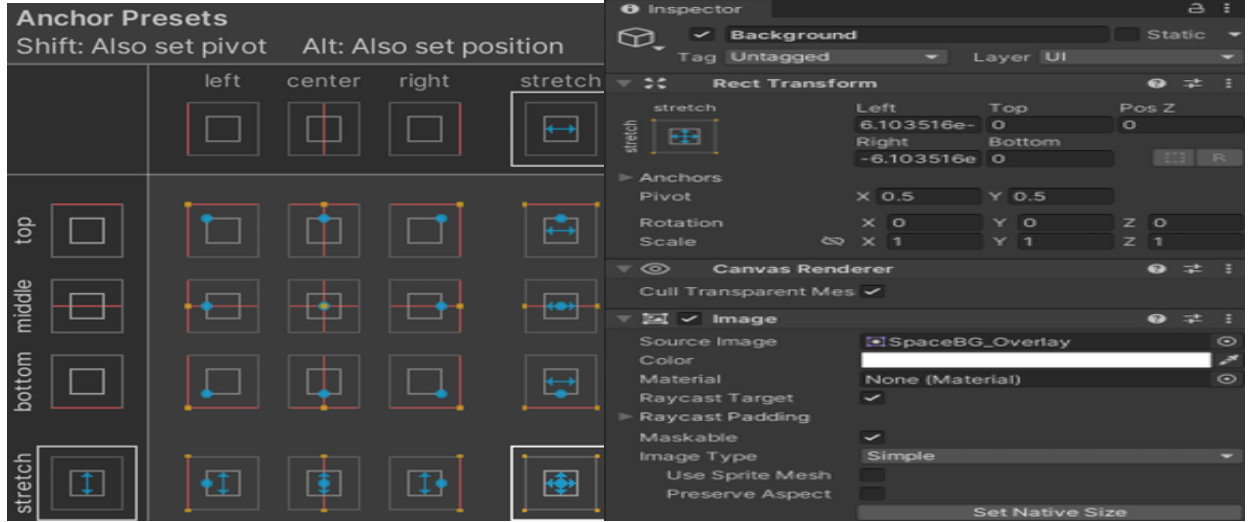 Anchor Presets
Shift: Also set pivot Alt: Also set position
left center right stretch
top
middle
bottom
stretch
Inspector
Background Static
Tag Untagged Layer UI
Rect Transform
stretch
stretch
Left Top Pos Z
6.103516e- 0 0
Right Bottom
-6.103516e 0 R
Anchors
Pivot X 0.5 Y 0.5
Rotation X 0 Y 0 Z 0
Scale X 1 Y 1 Z 1
Canvas Renderer
Cull Transparent Mes
Image
Source Image SpaceBG_Overlay
Color
Material None (Material)
Raycast Target
Raycast Padding
Maskable
Image Type Simple
Use Sprite Mesh
Preserve Aspect
Set Native Size